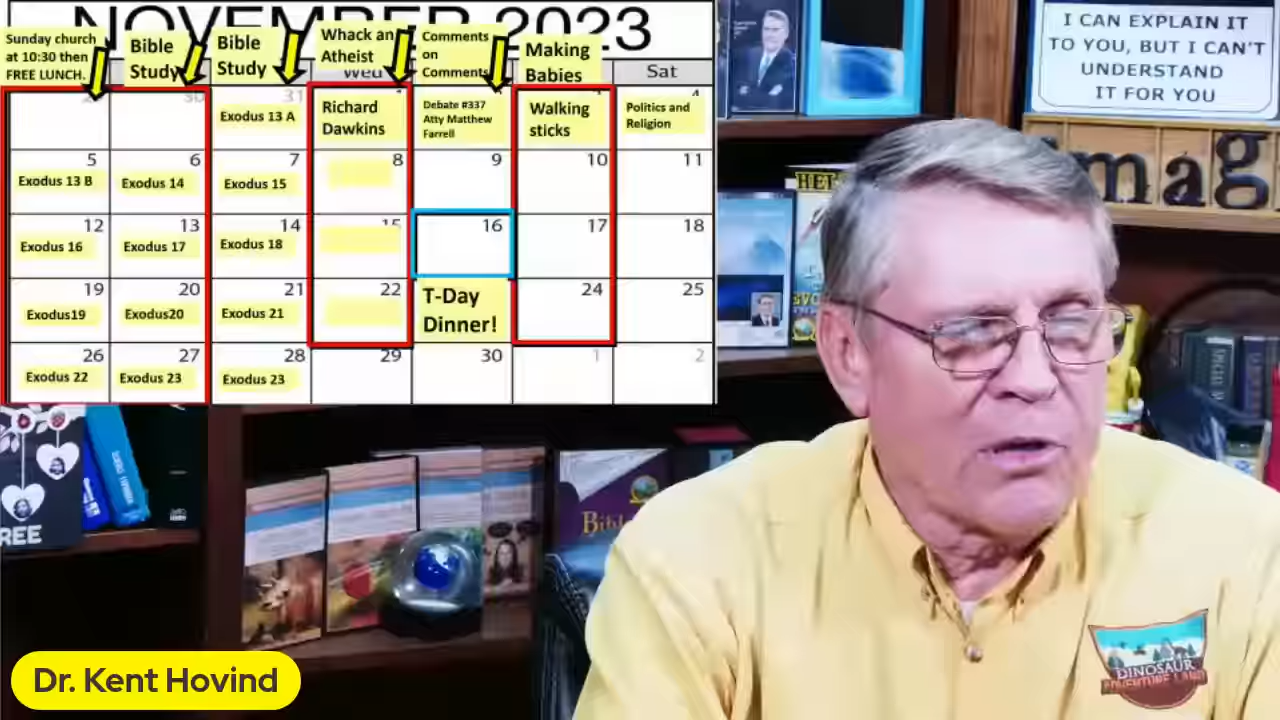 NOVEMBER 2023
Sunday church
at 10:30 then
FREE LUNCH.
Bible
Study
Bible
Study
Whack an
Atheist
Comments
on
Comments
Making
Babies
Wed
Sat
30
31
Exodus 13 A
Richard
Dawkins
Debate #337
Atty Matthew
Farrell
Walking
sticks
4
Politics and
Religion
5
Exodus 13 B
6
Exodus 14
7
Exodus 15
8
9
10
11
12
Exodus 16
13
Exodus 17
14
Exodus 18
15
16
17
18
19
Exodus19
20
Exodus20
21
Exodus 21
22
T-Day
Dinner!
24
25
26
Exodus 22
27
Exodus 23
28
Exodus 23
29
30
1
2
I CAN EXPLAIN IT
TO YOU, BUT I CAN'T
UNDERSTAND
IT FOR YOU
imag
REE
DINOSAUR
ADVENTURE LAND
Dr. Kent Hovind